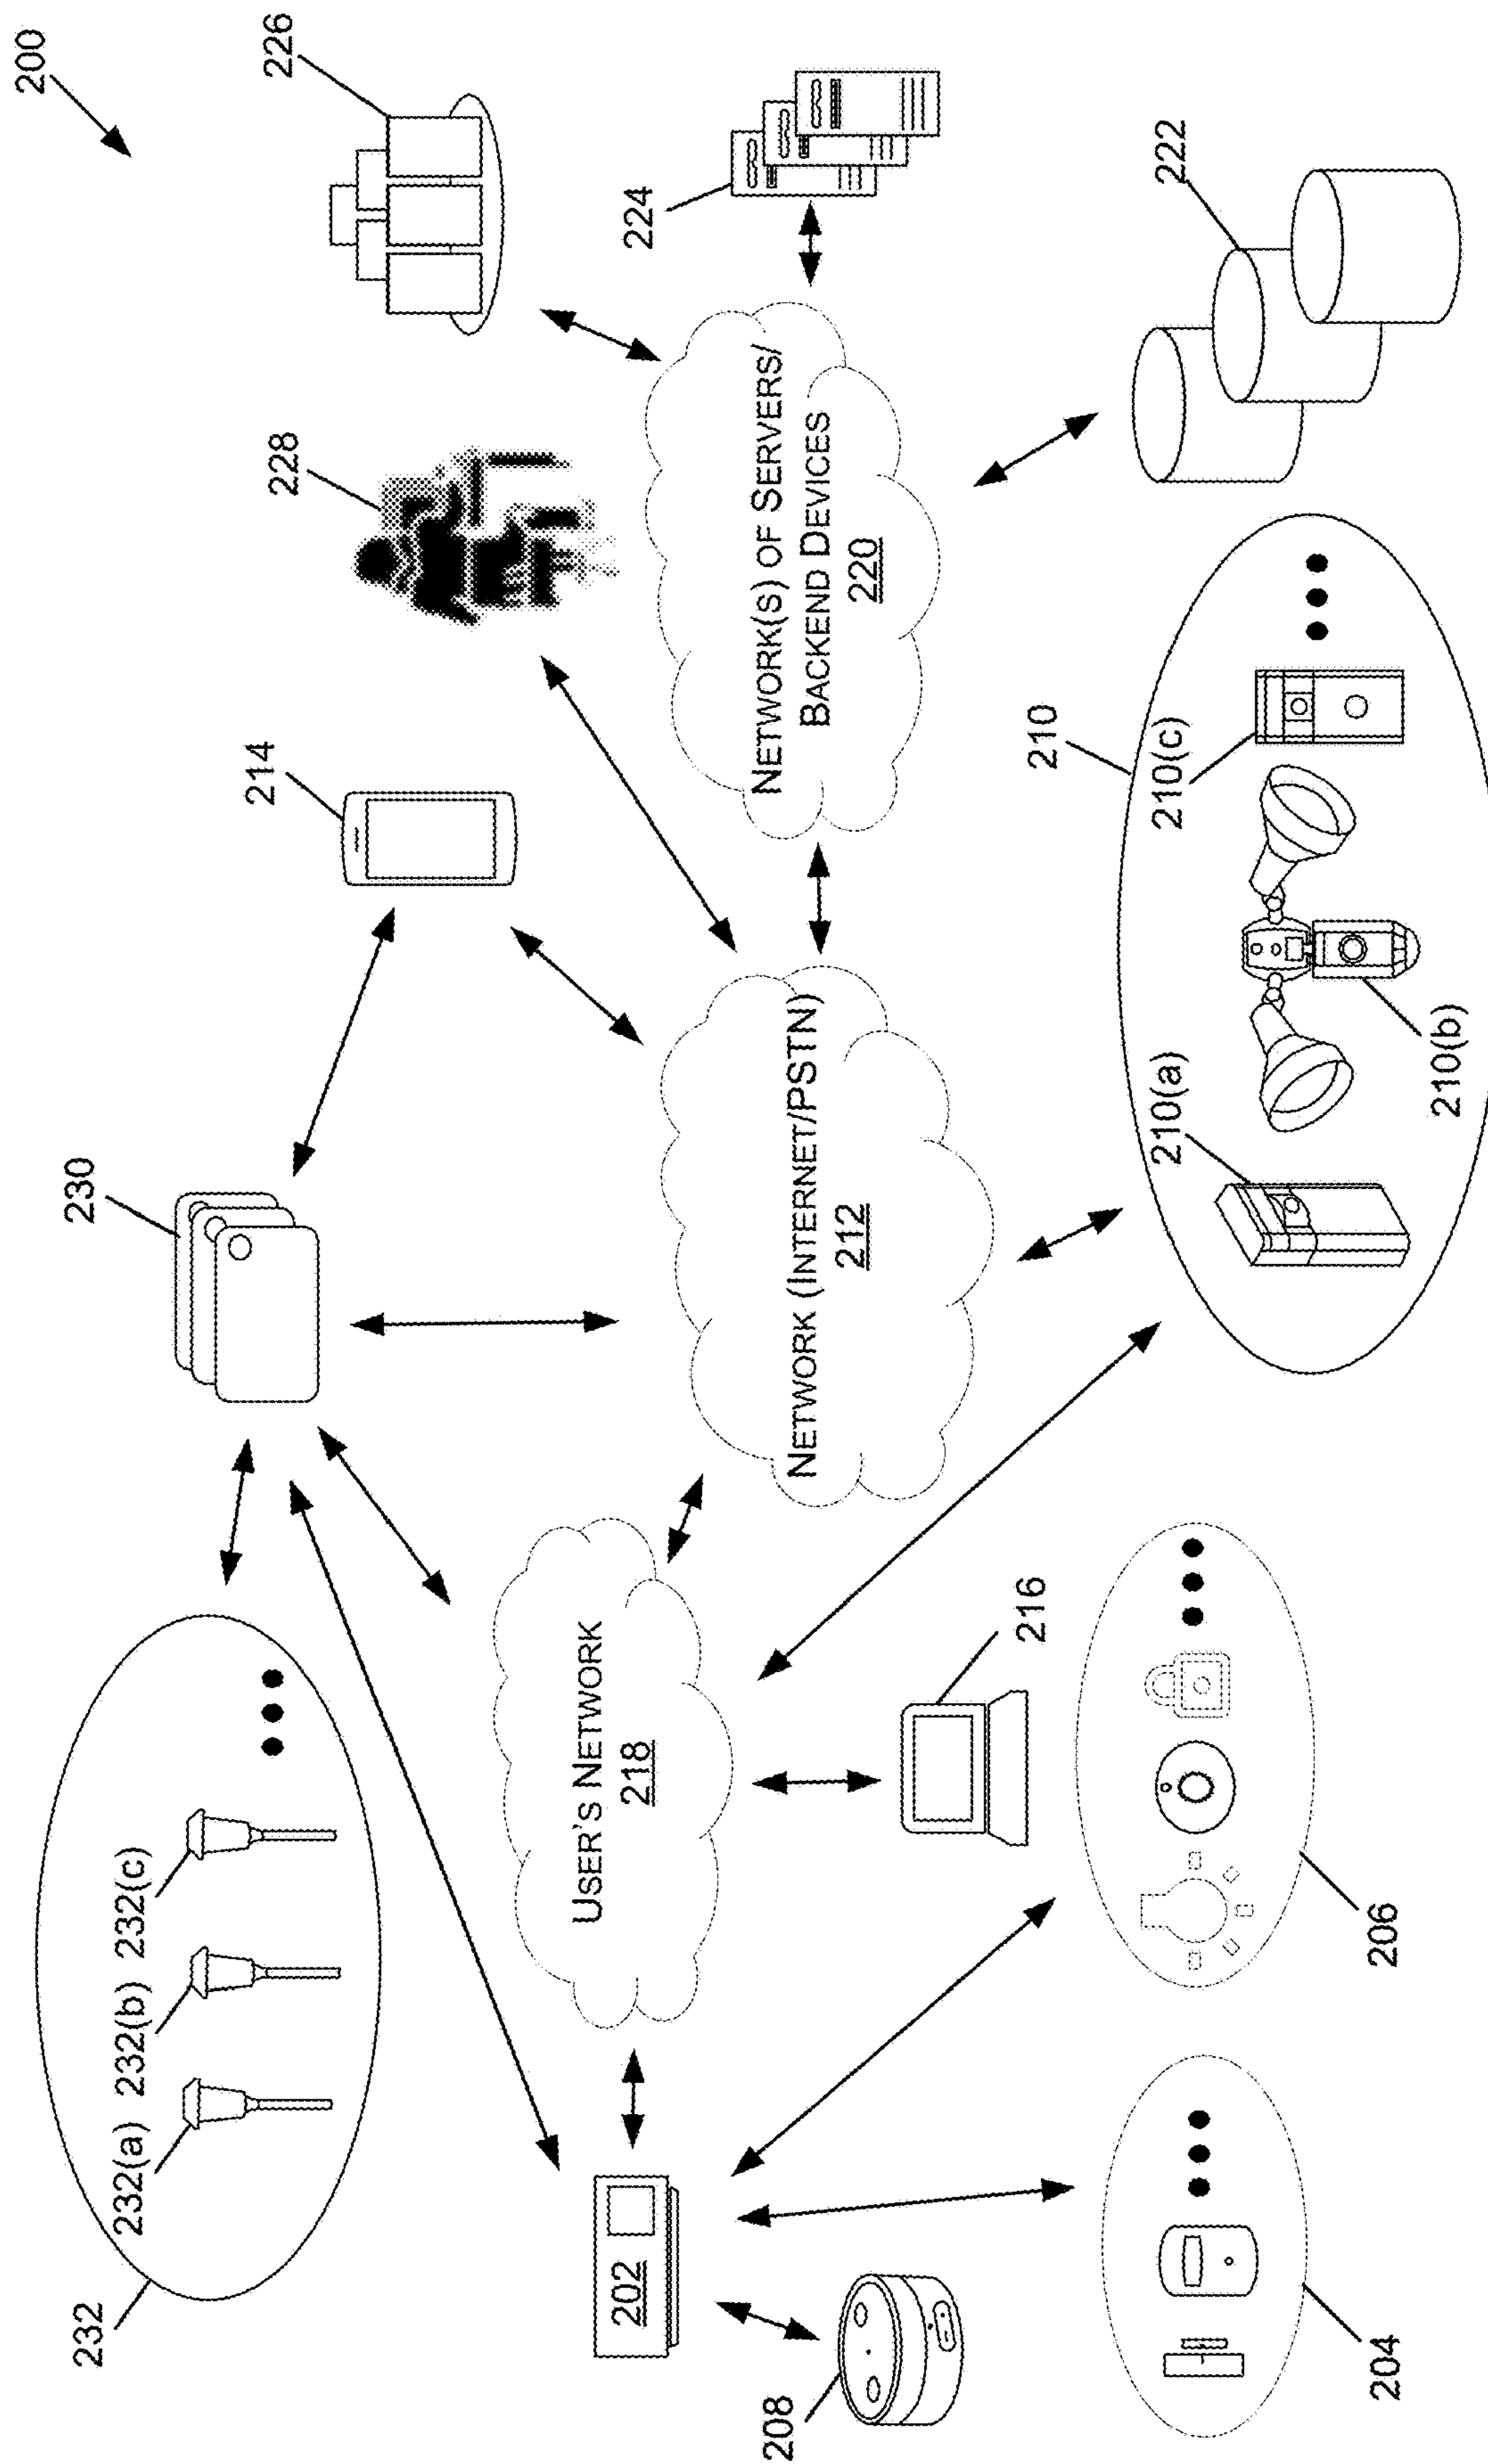 200
226
224
222
228
214
230
NETWORK(S) OF SERVERS/
BACKEND DEVICES
220
NETWORK (INTERNET/PSTN)
212
USER'S NETWORK
218
210
210(a)
210(b)
210(c)
216
206
204
208
202
232
232(a)
232(b)
232(c)